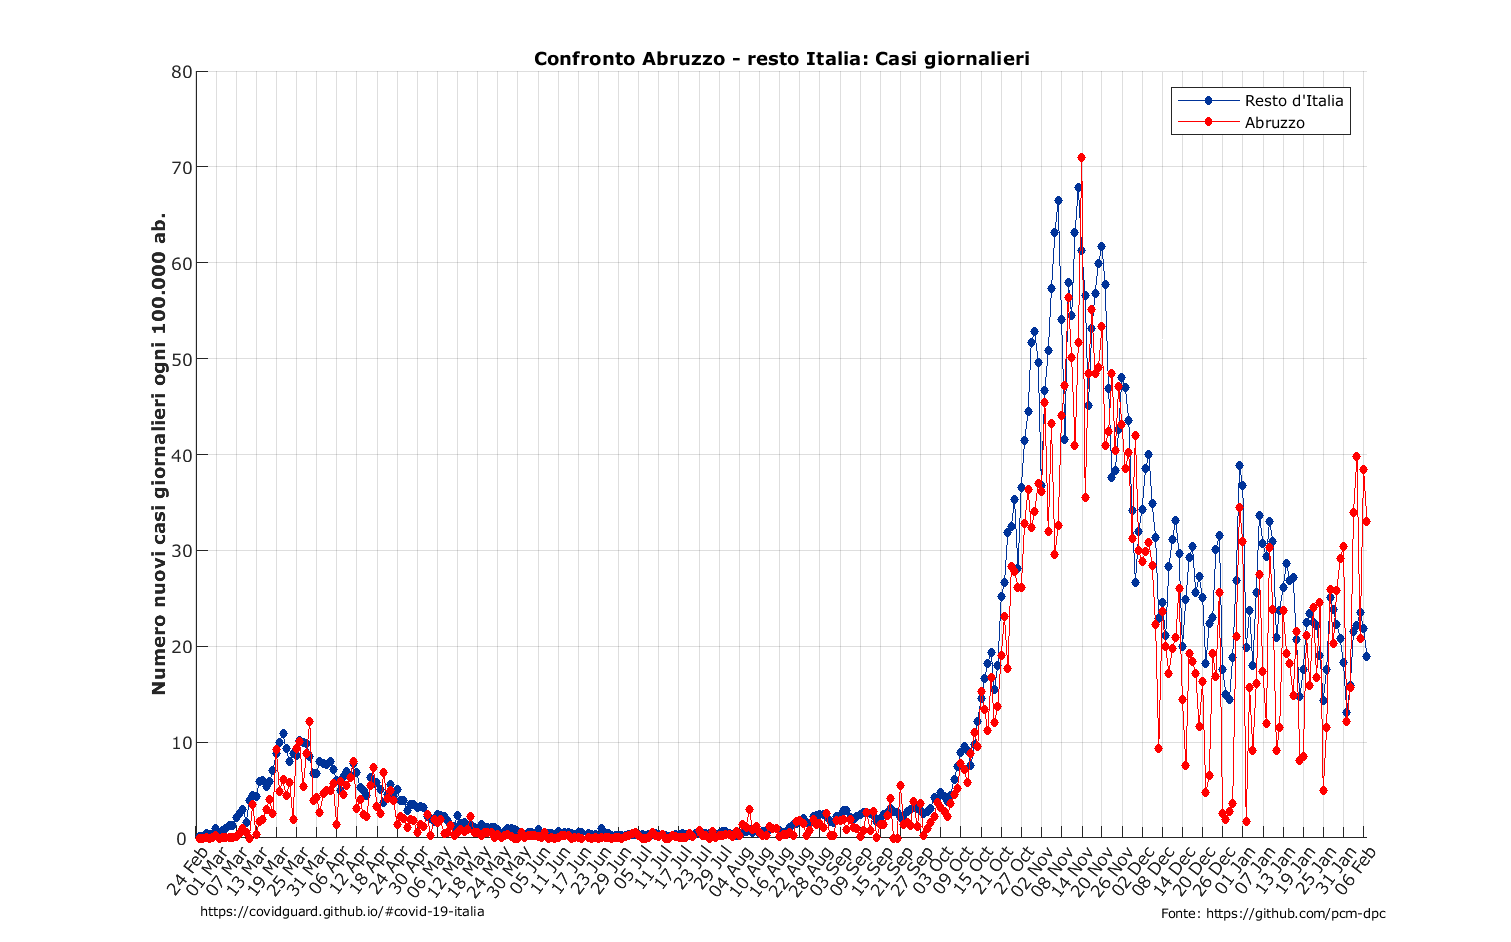 Confronto Abruzzo - resto Italia: Casi giornalieri
Resto d'Italia
Abruzzo
Numero nuovi casi giornalieri ogni 100.000 ab.
80
70
60
50
40
30
20
10
0
24 Feb
01 Mar
07 Mar
13 Mar
19 Mar
25 Mar
31 Mar
06 Apr
12 Apr
18 Apr
24 Apr
30 Apr
06 May
12 May
18 May
24 May
30 May
05 Jun
11 Jun
17 Jun
23 Jun
29 Jun
05 Jul
11 Jul
17 Jul
23 Jul
29 Jul
04 Aug
10 Aug
16 Aug
22 Aug
28 Aug
03 Sep
09 Sep
15 Sep
21 Sep
27 Sep
03 Oct
09 Oct
15 Oct
21 Oct
27 Oct
02 Nov
08 Nov
14 Nov
20 Nov
26 Nov
02 Dec
08 Dec
14 Dec
20 Dec
26 Dec
01 Jan
07 Jan
13 Jan
19 Jan
25 Jan
31 Jan
06 Feb
https://covidguard.github.io/#covid-19-italia
Fonte: https://github.com/pcm-dpc